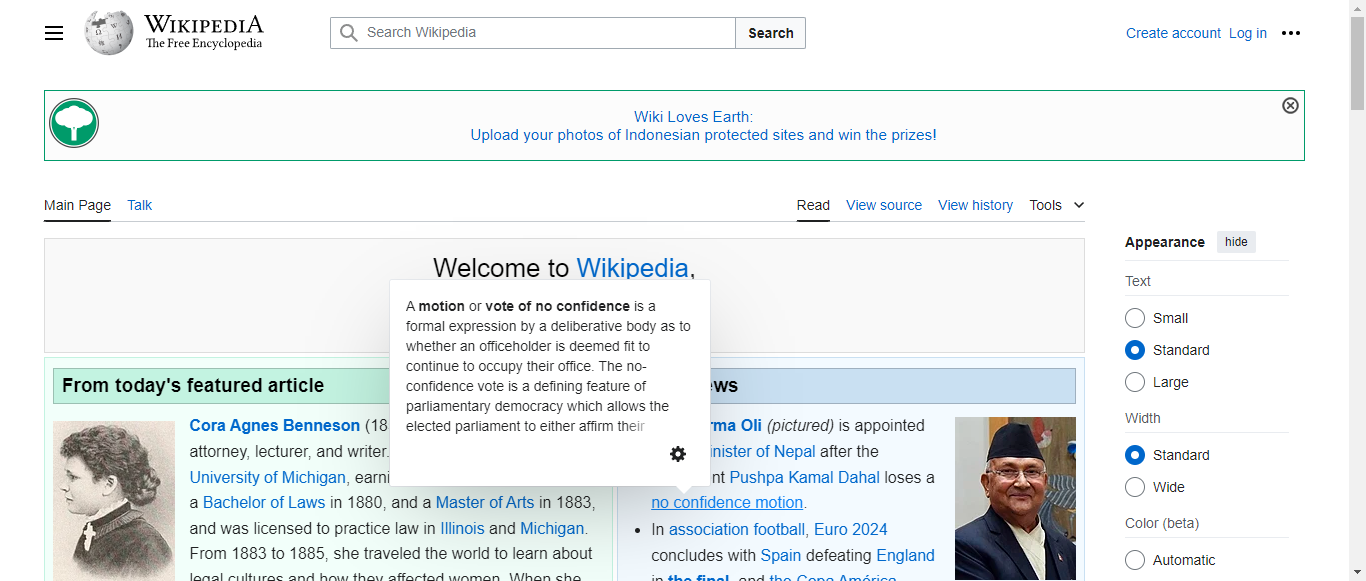 WIKIPEDIA
The Free Encyclopedia
Search Wikipedia
Search
Create account Log in
Wiki Loves Earth:
Upload your photos of Indonesian protected sites and win the prizes!
Main Page Talk
Read View source View history Tools
Welcome to Wikipedia,
A motion or vote of no confidence is a
formal expression by a deliberative body as to
whether an officeholder is deemed fit to
continue to occupy their office. The no-
confidence vote is a defining feature of
parliamentary democracy which allows the
elected parliament to either affirm their
From today's featured article
Cora Agnes Benneson (18
attorney, lecturer, and writer.
University of Michigan, earni
a Bachelor of Laws in 1880, and a Master of Arts in 1883,
and was licensed to practice law in Illinois and Michigan.
From 1883 to 1885, she traveled the world to learn about
legal cultures and how they affected women. When she
ews
rma Oli (pictured) is appointed
inister of Nepal after the
nt Pushpa Kamal Dahal loses a
no confidence motion.
• In association football, Euro 2024
concludes with Spain defeating England
in the final, and the Copa América
Appearance hide
Text
Small
Standard
Large
Width
Standard
Wide
Color (beta)
Automatic